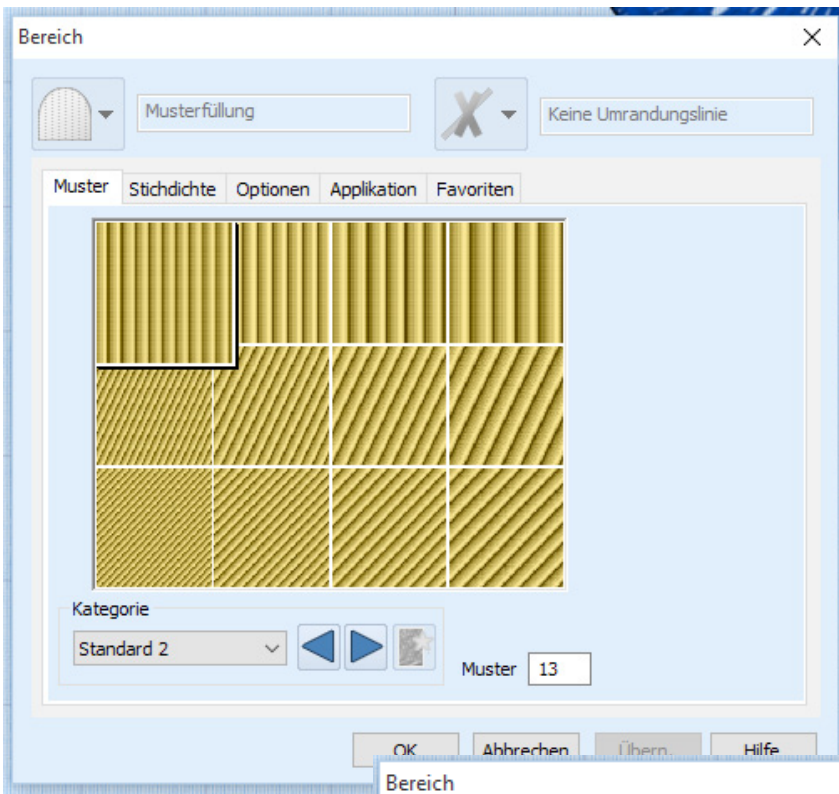 Bereich
Musterfüllung
Keine Umrandungslinie
Muster Stichdichte Optionen Applikation Favoriten
Kategorie
Standard 2
Muster 13
OK Abbrechen Übern. Hilfe
Bereich